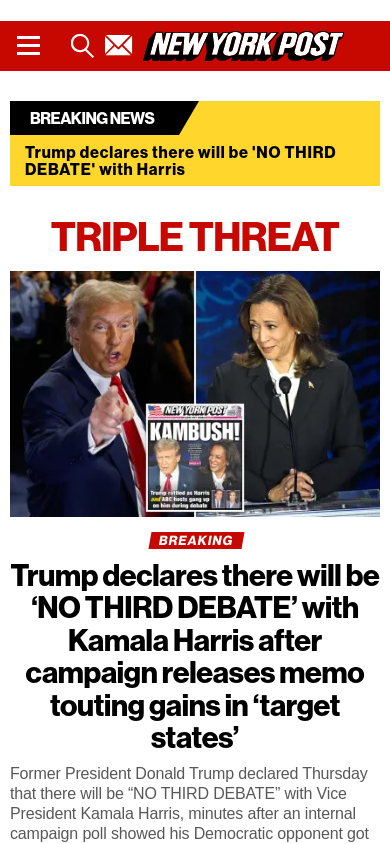 NEW YORK POST
BREAKING NEWS
Trump declares there will be 'NO THIRD
DEBATE' with Harris
TRIPLE THREAT
NEW YORK POST
KAMBUSH!
Trump rattled as Harris
and ABC hosts gang up
on him during debate
BREAKING
Trump declares there will be
‘NO THIRD DEBATE’ with
Kamala Harris after
campaign releases memo
touting gains in ‘target
states’
Former President Donald Trump declared Thursday
that there will be “NO THIRD DEBATE” with Vice
President Kamala Harris, minutes after an internal
campaign poll showed his Democratic opponent got